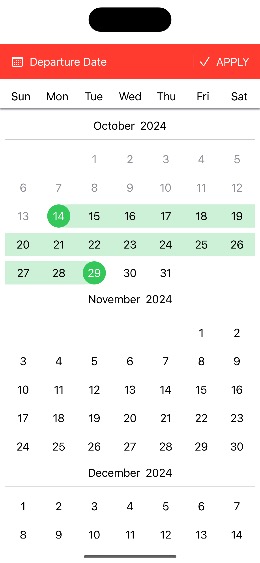 Departure Date APPLY
Sun Mon Tue Wed Thu Fri Sat
October 2024
1 2 3 4 5
6 7 8 9 10 11 12
13 14 15 16 17 18 19
20 21 22 23 24 25 26
27 28 29 30 31
November 2024
1 2
3 4 5 6 7 8 9
10 11 12 13 14 15 16
17 18 19 20 21 22 23
24 25 26 27 28 29 30
December 2024
1 2 3 4 5 6 7
8 9 10 11 12 13 14